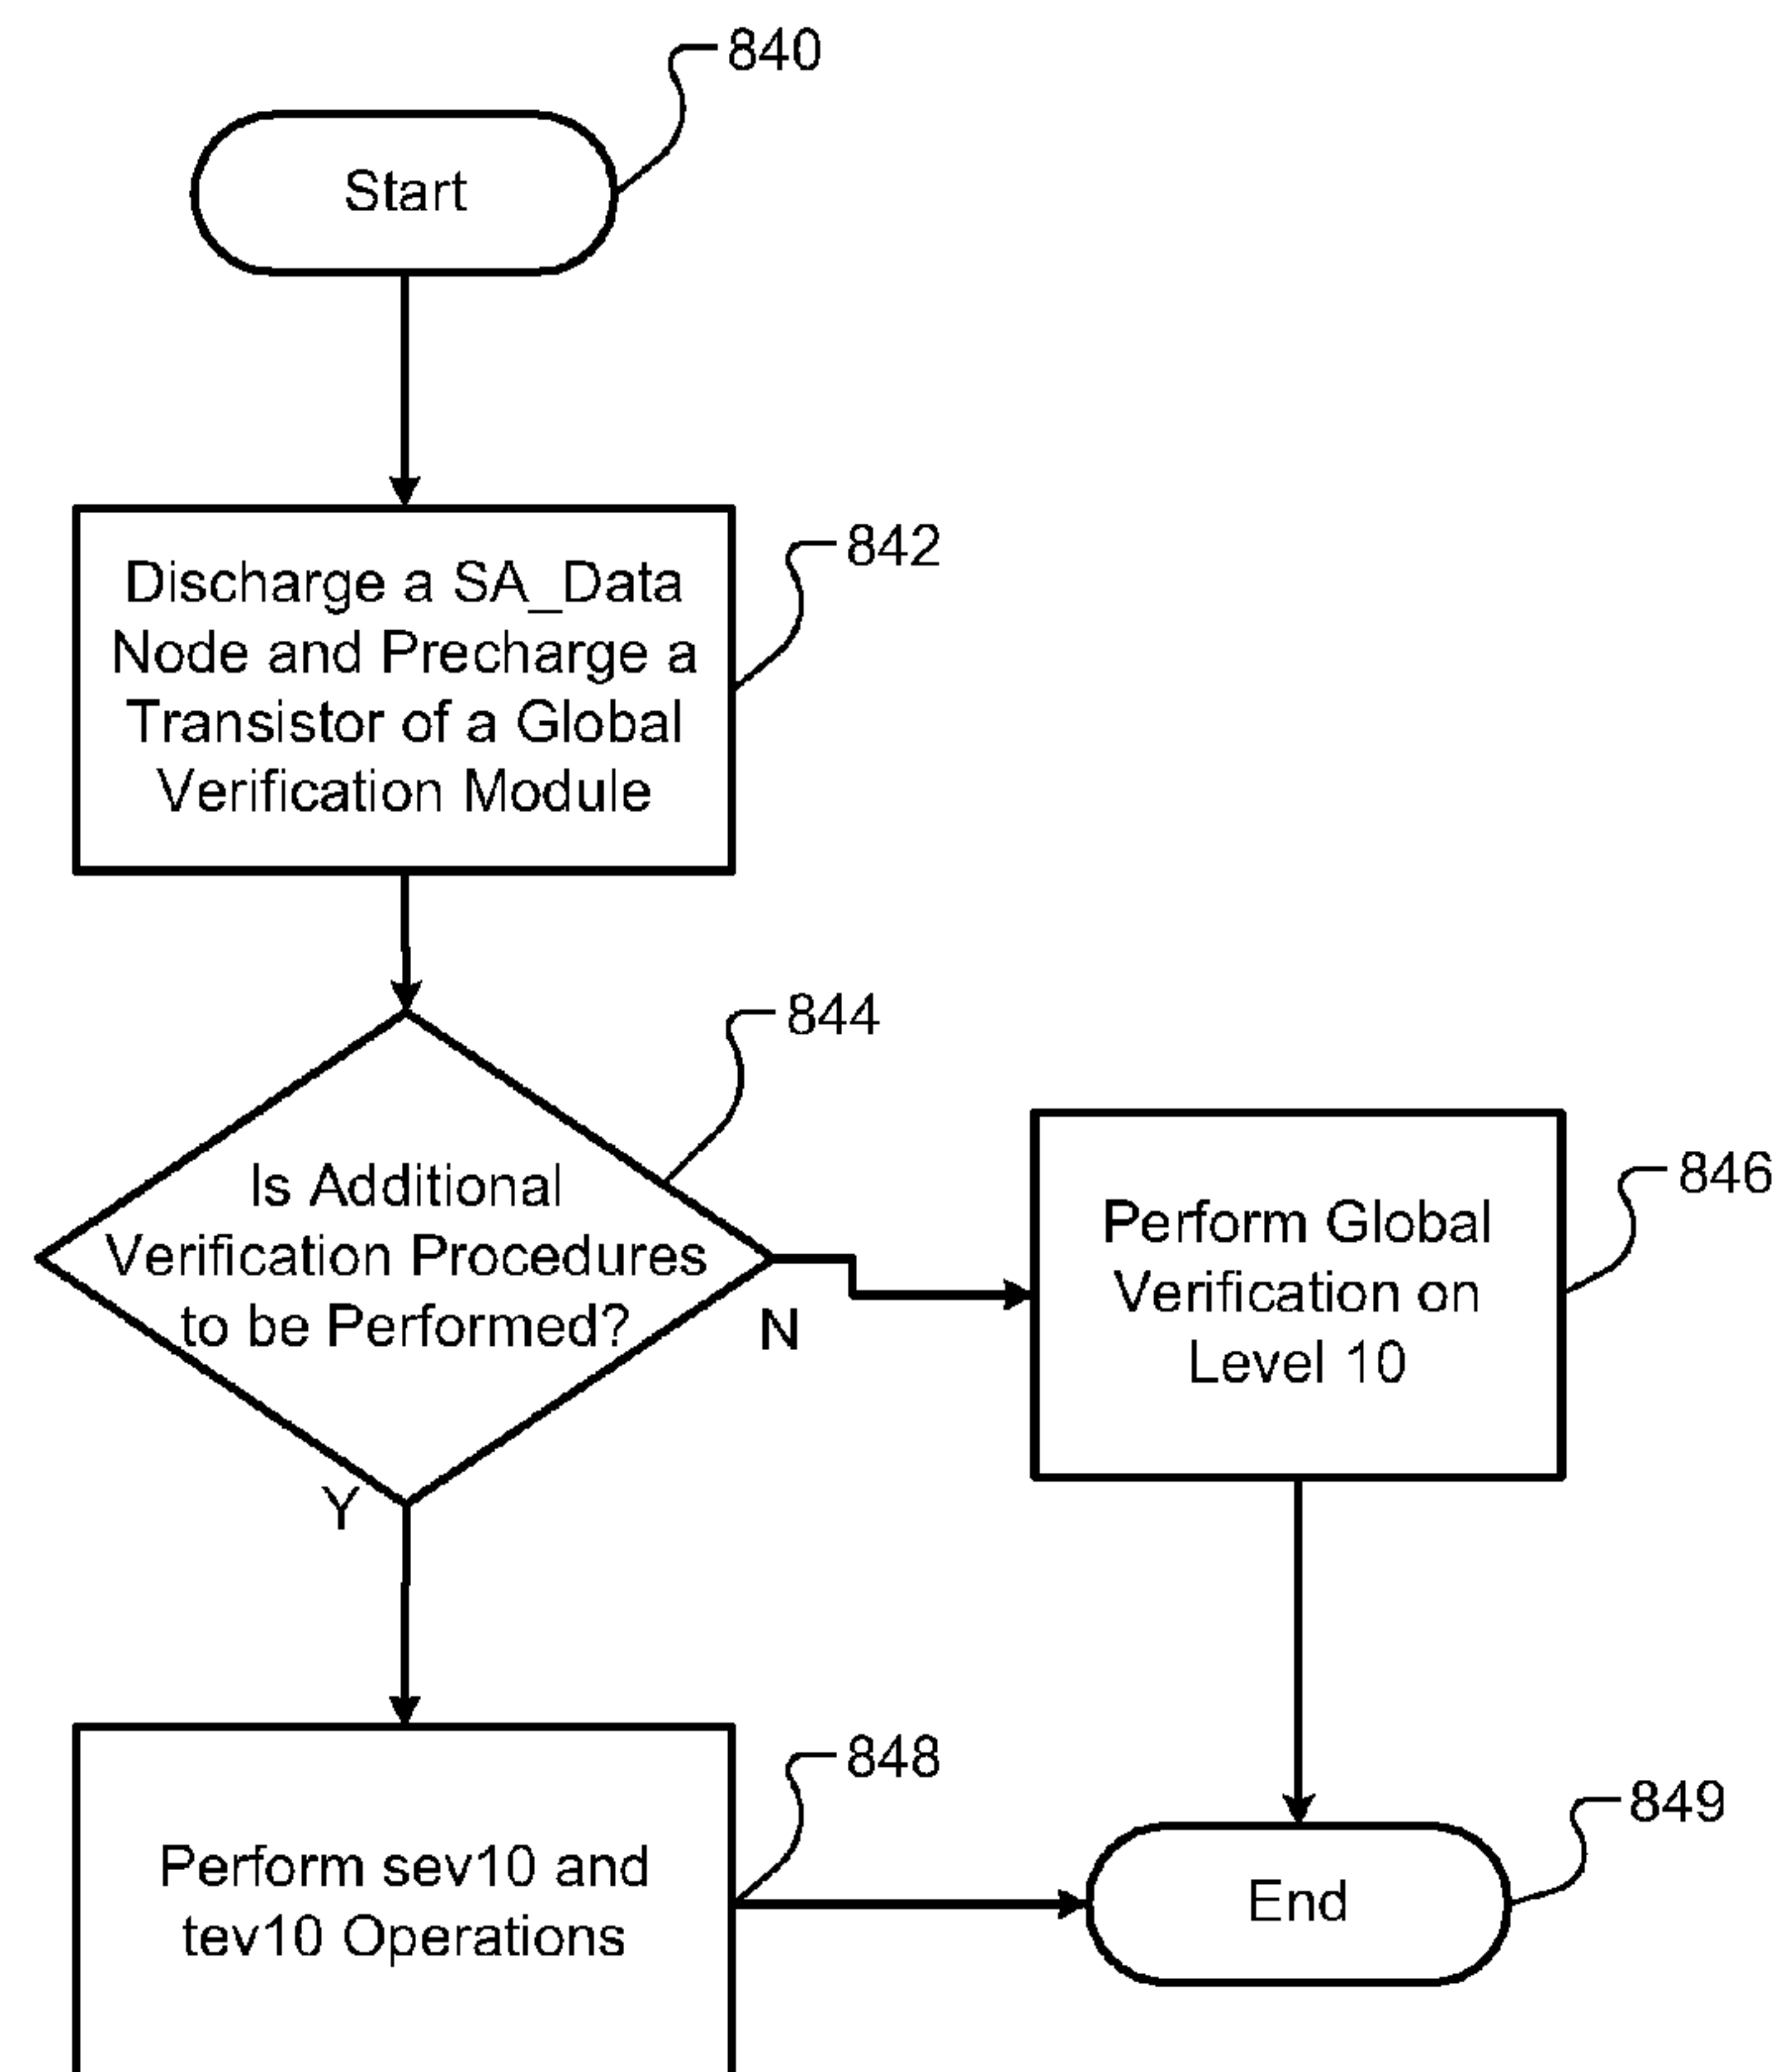 840
Start
842
Discharge a SA_Data
Node and Precharge a
Transistor of a Global
Verification Module
844
Is Additional
Verification Procedures
to be Performed?
N
Y
846
Perform Global
Verification on
Level 10
848
Perform sev10 and
tev10 Operations
849
End